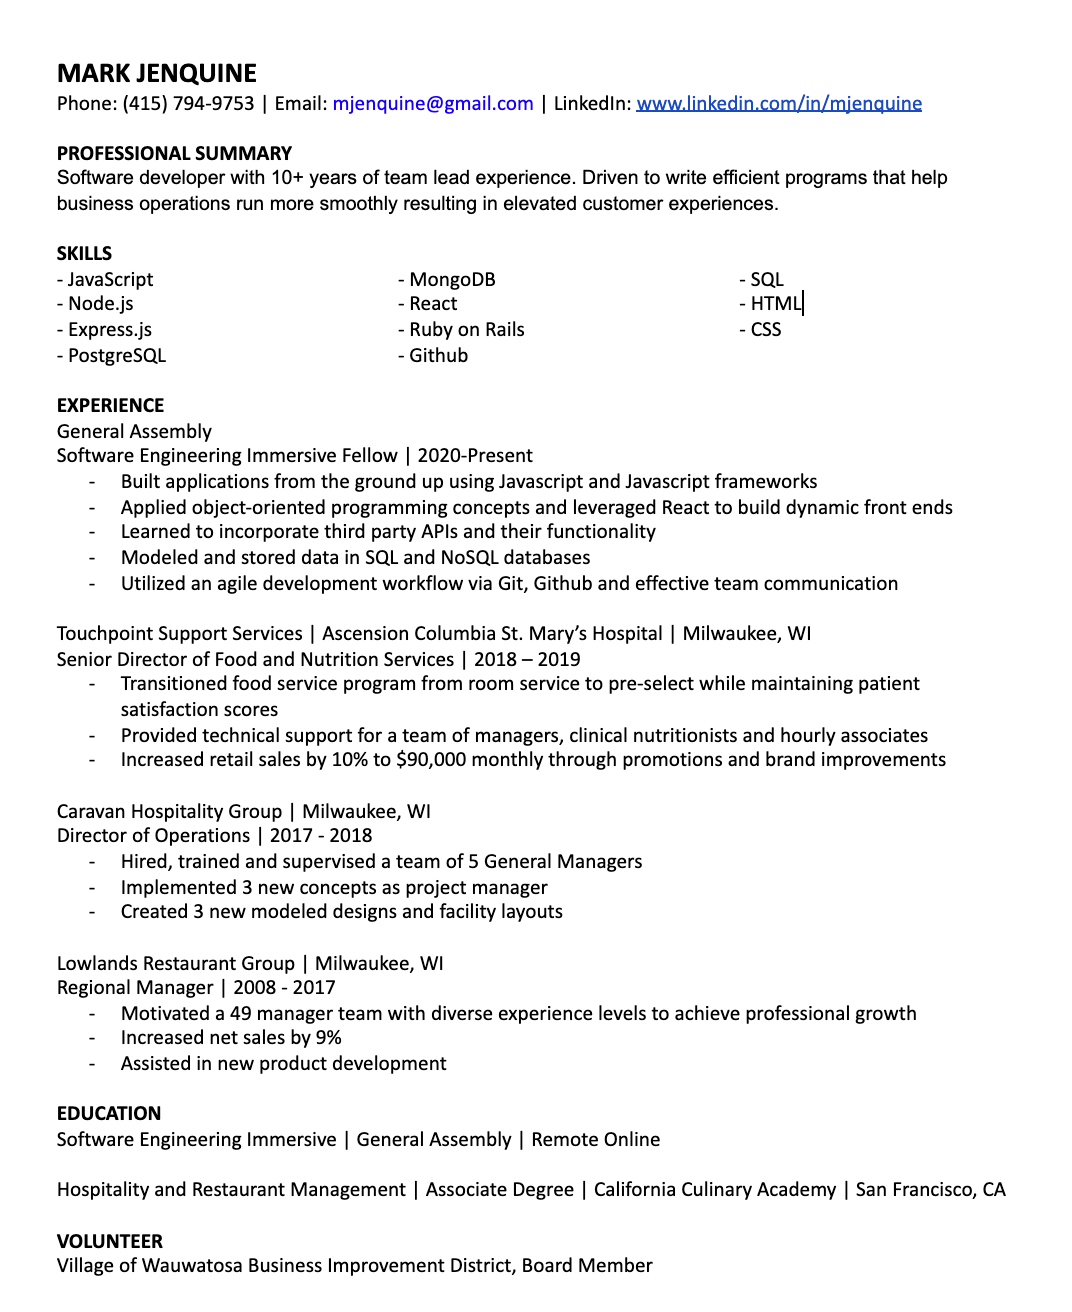 MARK JENQUINE
Phone: (415) 794-9753 | Email: mjenquine@gmail.com | LinkedIn: www.linkedin.com/in/mjenquine
PROFESSIONAL SUMMARY
Software developer with 10+ years of team lead experience. Driven to write efficient programs that help
business operations run more smoothly resulting in elevated customer experiences.
SKILLS
- JavaScript - MongoDB - SQL
- Node.js - React - HTML
- Express.js - Ruby on Rails - CSS
- PostgreSQL - Github
EXPERIENCE
General Assembly
Software Engineering Immersive Fellow | 2020-Present
- Built applications from the ground up using Javascript and Javascript frameworks
- Applied object-oriented programming concepts and leveraged React to build dynamic front ends
- Learned to incorporate third party APIs and their functionality
- Modeled and stored data in SQL and NoSQL databases
- Utilized an agile development workflow via Git, Github and effective team communication
Touchpoint Support Services | Ascension Columbia St. Mary’s Hospital | Milwaukee, WI
Senior Director of Food and Nutrition Services | 2018 – 2019
- Transitioned food service program from room service to pre-select while maintaining patient
satisfaction scores
- Provided technical support for a team of managers, clinical nutritionists and hourly associates
- Increased retail sales by 10% to $90,000 monthly through promotions and brand improvements
Caravan Hospitality Group | Milwaukee, WI
Director of Operations | 2017 - 2018
- Hired, trained and supervised a team of 5 General Managers
- Implemented 3 new concepts as project manager
- Created 3 new modeled designs and facility layouts
Lowlands Restaurant Group | Milwaukee, WI
Regional Manager | 2008 - 2017
- Motivated a 49 manager team with diverse experience levels to achieve professional growth
- Increased net sales by 9%
- Assisted in new product development
EDUCATION
Software Engineering Immersive | General Assembly | Remote Online
Hospitality and Restaurant Management | Associate Degree | California Culinary Academy | San Francisco, CA
VOLUNTEER
Village of Wauwatosa Business Improvement District, Board Member